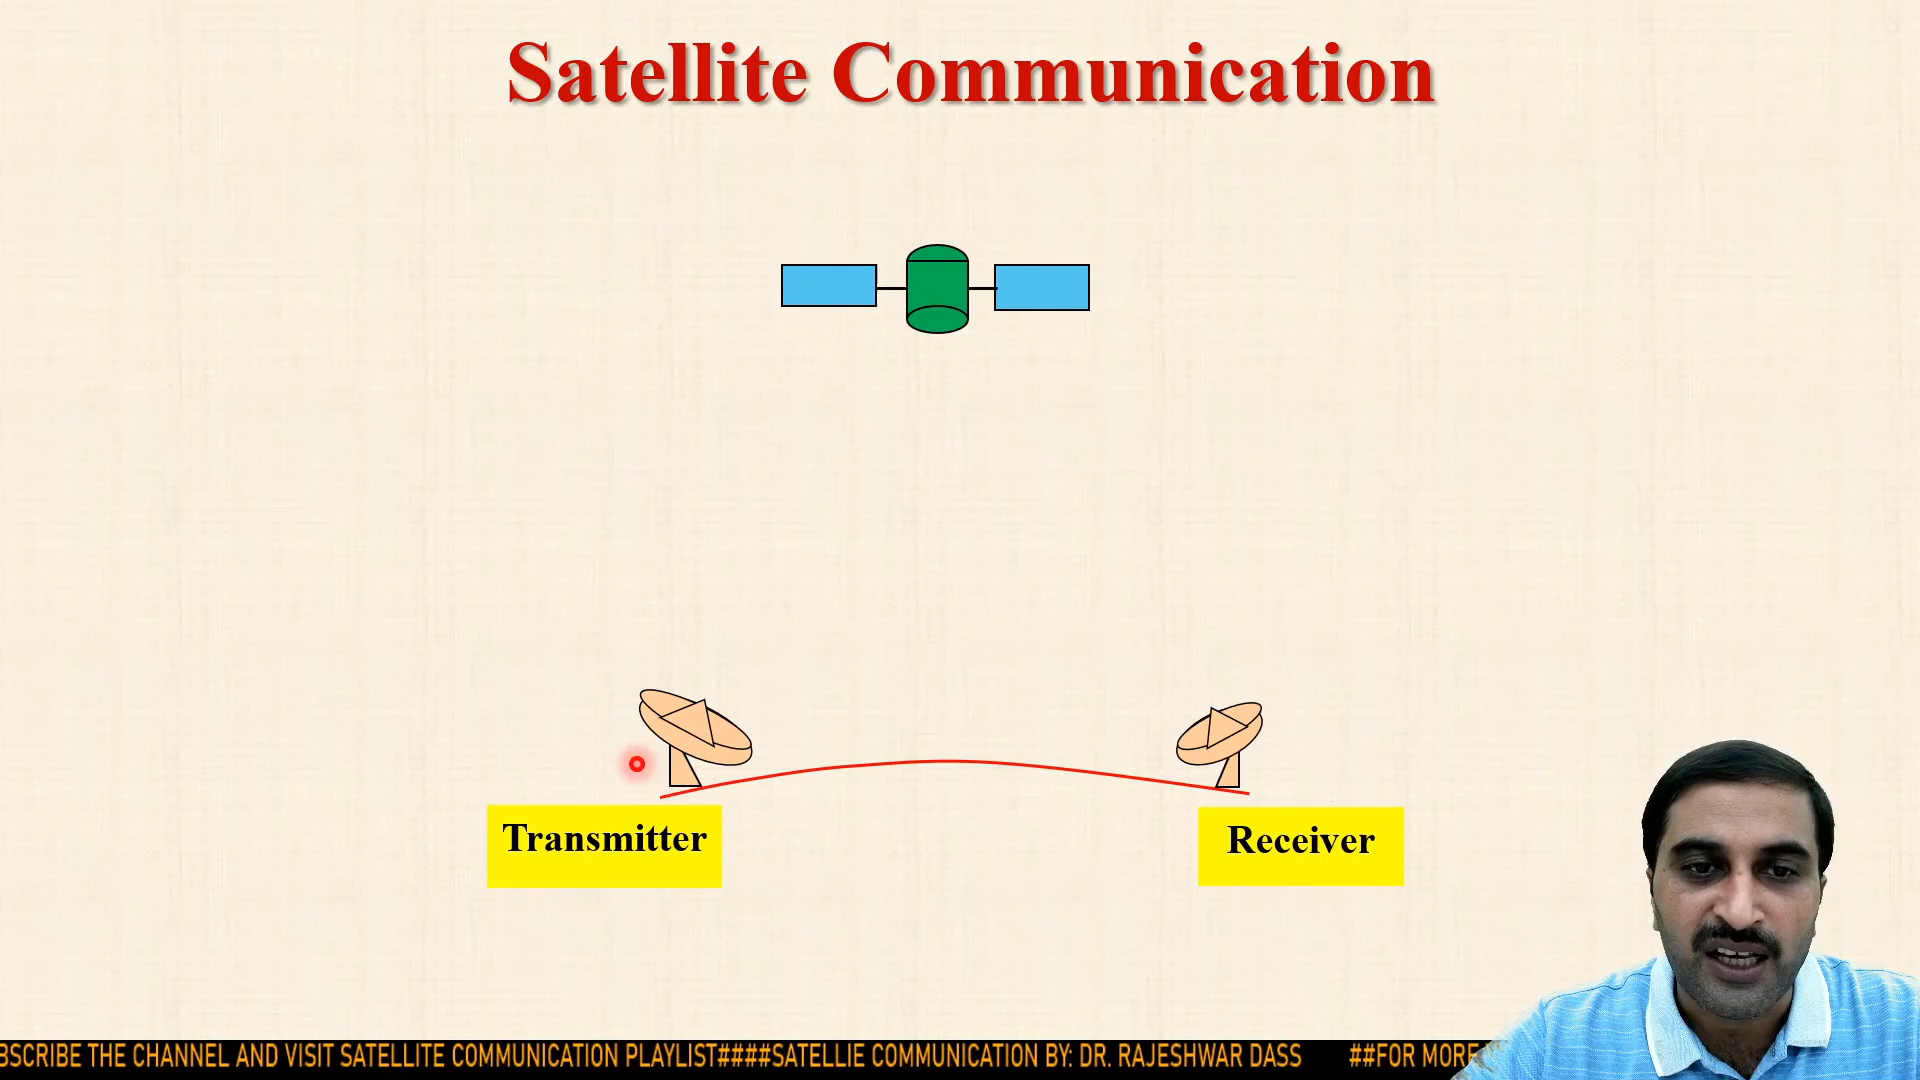 Satellite Communication
Transmitter
Receiver
BSCRIBE THE CHANNEL AND VISIT SATELLITE COMMUNICATION PLAYLIST####SATELLIE COMMUNICATION BY: DR. RAJESHWAR DASS ##FOR MORE